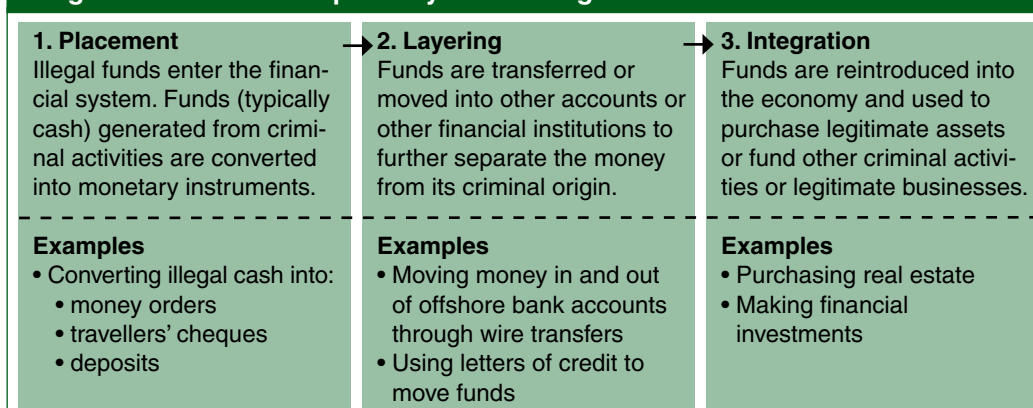 1. Placement
Illegal funds enter the finan-
cial system. Funds (typically
cash) generated from crimi-
nal activities are converted
into monetary instruments.
Examples
• Converting illegal cash into:
• money orders
• travellers’ cheques
• deposits
2. Layering
Funds are transferred or
moved into other accounts or
other financial institutions to
further separate the money
from its criminal origin.
Examples
• Moving money in and out
of offshore bank accounts
through wire transfers
• Using letters of credit to
move funds
3. Integration
Funds are reintroduced into
the economy and used to
purchase legitimate assets
or fund other criminal activi-
ties or legitimate businesses.
Examples
• Purchasing real estate
• Making financial
investments